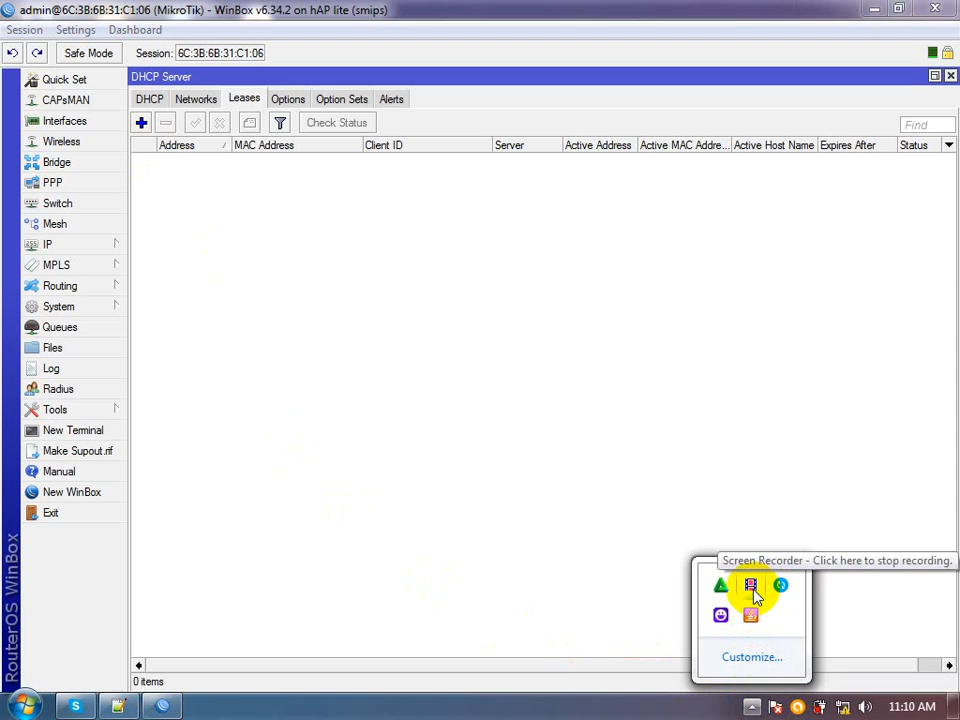 admin@6C:3B:6B:31:C1:06 (MikroTik) - WinBox v6.34.2 on hAP lite (smips)
Session Settings Dashboard
Safe Mode Session: 6C:3B:6B:31:C1:06
Quick Set
CAPsMAN
Interfaces
Wireless
Bridge
PPP
Switch
Mesh
IP
MPLS
Routing
System
Queues
Files
Log
Radius
Tools
New Terminal
Make Supout.rif
Manual
New WinBox
Exit
RouterOS WinBox
DHCP Server
DHCP Networks Leases Options Option Sets Alerts
Check Status Find
Address MAC Address Client ID Server Active Address Active MAC Addre... Active Host Name Expires After Status
Screen Recorder - Click here to stop recording.
Customize...
0 items
11:10 AM